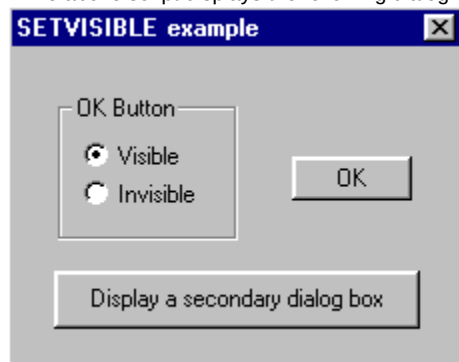 SETVISIBLE example
OK Button
Visible
Invisible
OK
Display a secondary dialog box